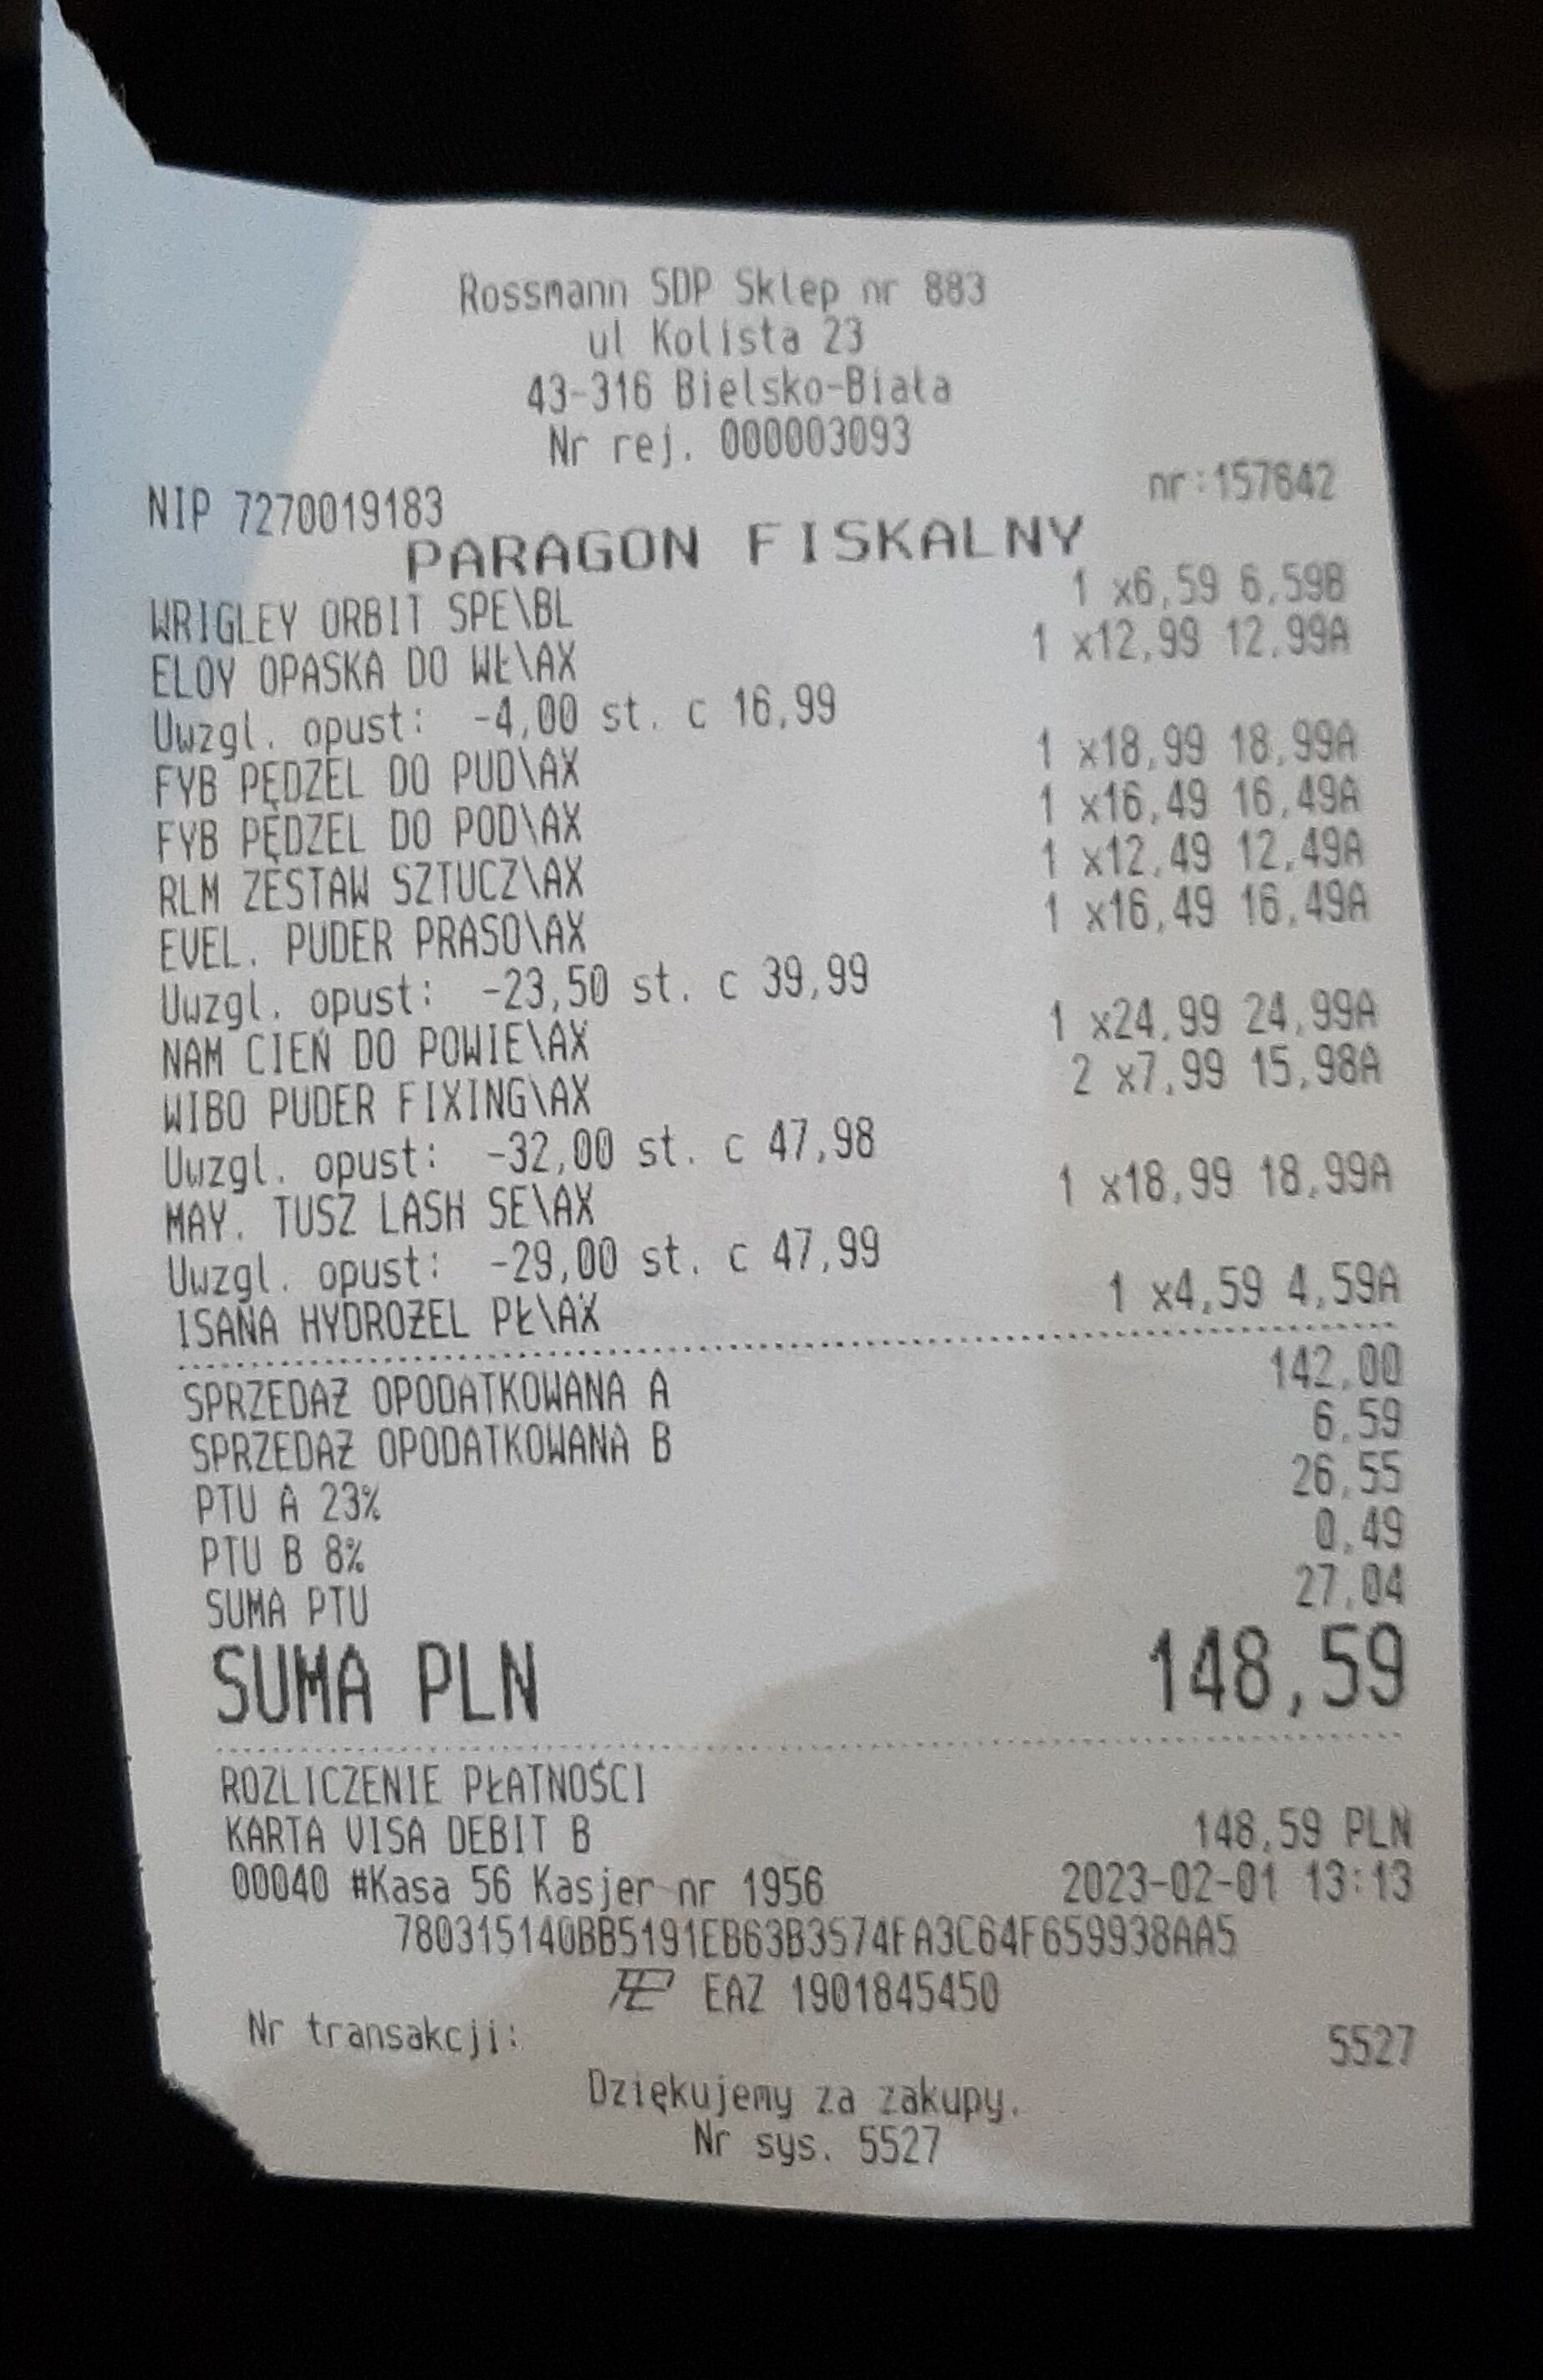 Rossmann SDP Sklep nr 883
ul Kolista 23
43-316 Bielsko-Biała
Nr rej. 000003093
NIP 7270019183 nr:157642
PARAGON FISKALNY
WRIGLEY ORBIT SPE\BL 1 x6,59 6,59B
ELOY OPASKA DO WŁ\AX 1 x12,99 12,99A
Uwzgl. opust: -4,00 st. c 16,99
FYB PĘDZEL DO PUD\AX 1 x18,99 18,99A
FYB PĘDZEL DO POD\AX 1 x16,49 16,49A
RLM ZESTAW SZTUCZ\AX 1 x12,49 12,49A
EVEL. PUDER PRASO\AX 1 x16,49 16,49A
Uwzgl. opust: -23,50 st. c 39,99
NAM CIEŃ DO POWIE\AX 1 x24,99 24,99A
WIBO PUDER FIXING\AX 2 x7,99 15,98A
Uwzgl. opust: -32,00 st. c 47,98
MAY. TUSZ LASH SE\AX 1 x18,99 18,99A
Uwzgl. opust: -29,00 st. c 47,99
ISANA HYDROŻEL PŁ\AX 1 x4,59 4,59A
SPRZEDAŻ OPODATKOWANA A 142,00
SPRZEDAŻ OPODATKOWANA B 6,59
PTU A 23% 26,55
PTU B 8% 0,49
SUMA PTU 27,04
SUMA PLN 148,59
ROZLICZENIE PŁATNOŚCI
KARTA VISA DEBIT B 148,59 PLN
00040 #Kasa 56 Kasjer nr 1956 2023-02-01 13:13
780315140BB5191EB63B3574FA3C64F659938AA5
EAZ 1901845450
Nr transakcji: 5527
Dziękujemy za zakupy.
Nr sys. 5527